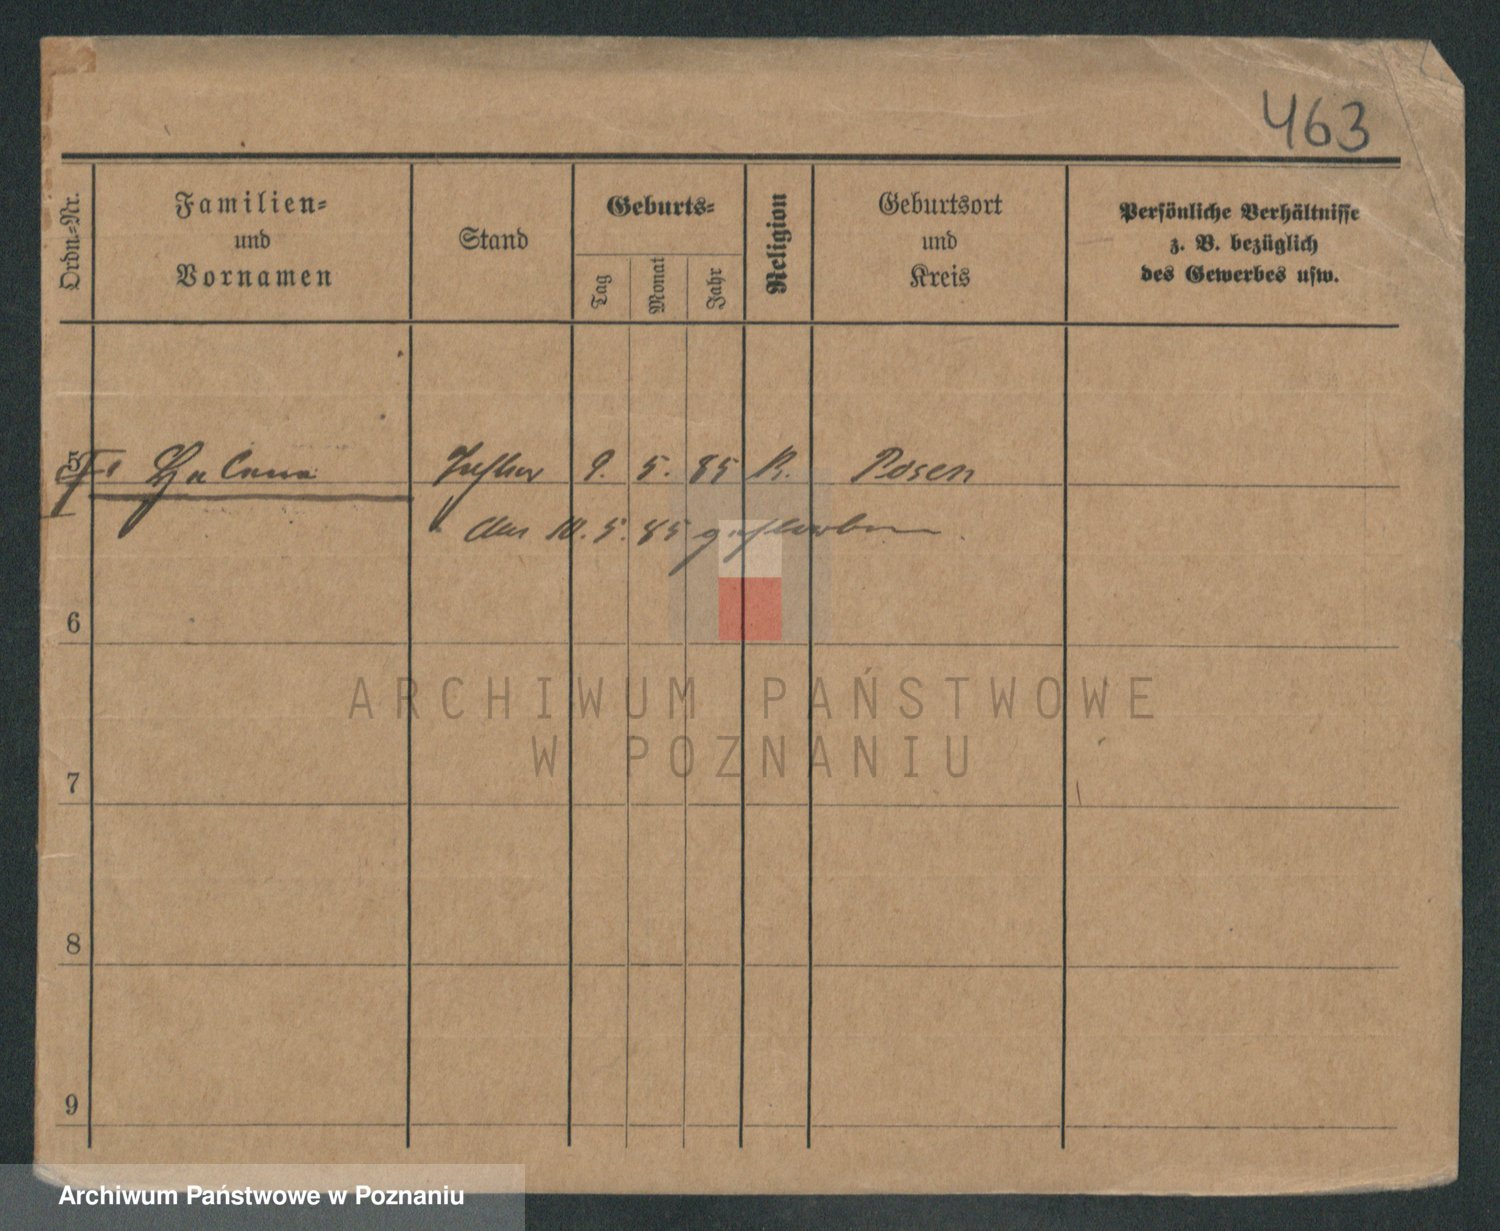 463
Ordn.-Nr.
Familien-
und
Vornamen
Stand
Geburts-
Tag
Monat
Jahr
Religion
Geburtsort
und
Kreis
Persönliche Verhältnisse
z. B. bezüglich
des Gewerbes usw.
5 Helena Tochter 9. 5. 85 K. Posen
am 10. 5. 85 gestorben
6
ARCHIWUM PAŃSTWOWE
W POZNANIU
7
8
9
Archiwum Państwowe w Poznaniu